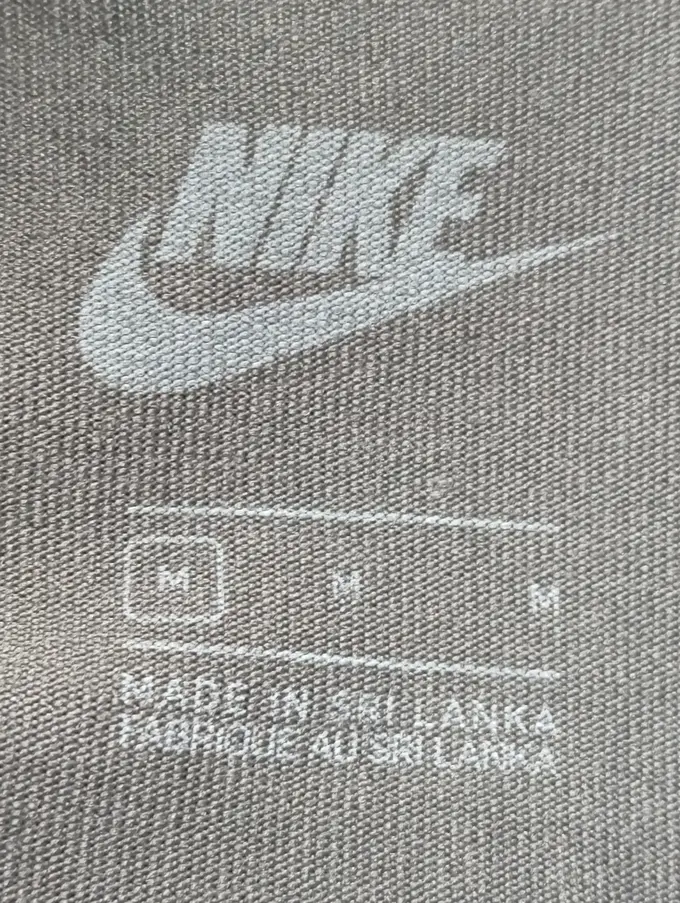 NIKE
M M M
MADE IN SRI LANKA
FABRIQUE AU SRI LANKA